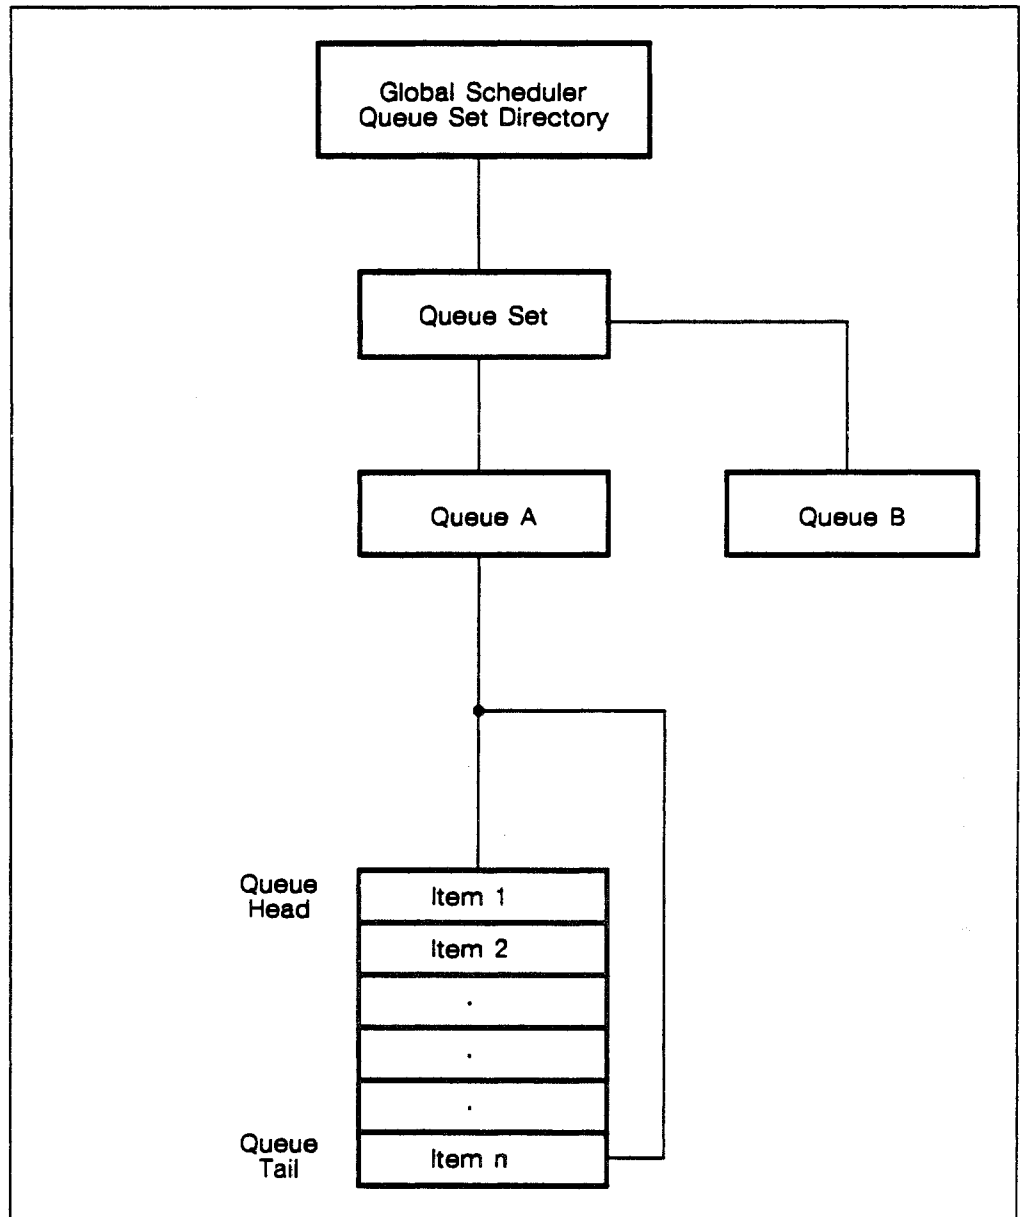 Global Scheduler
Queue Set Directory
Queue Set
Queue A
Queue B
Queue
Head
Item 1
Item 2
.
.
.
Queue
Tail
Item n